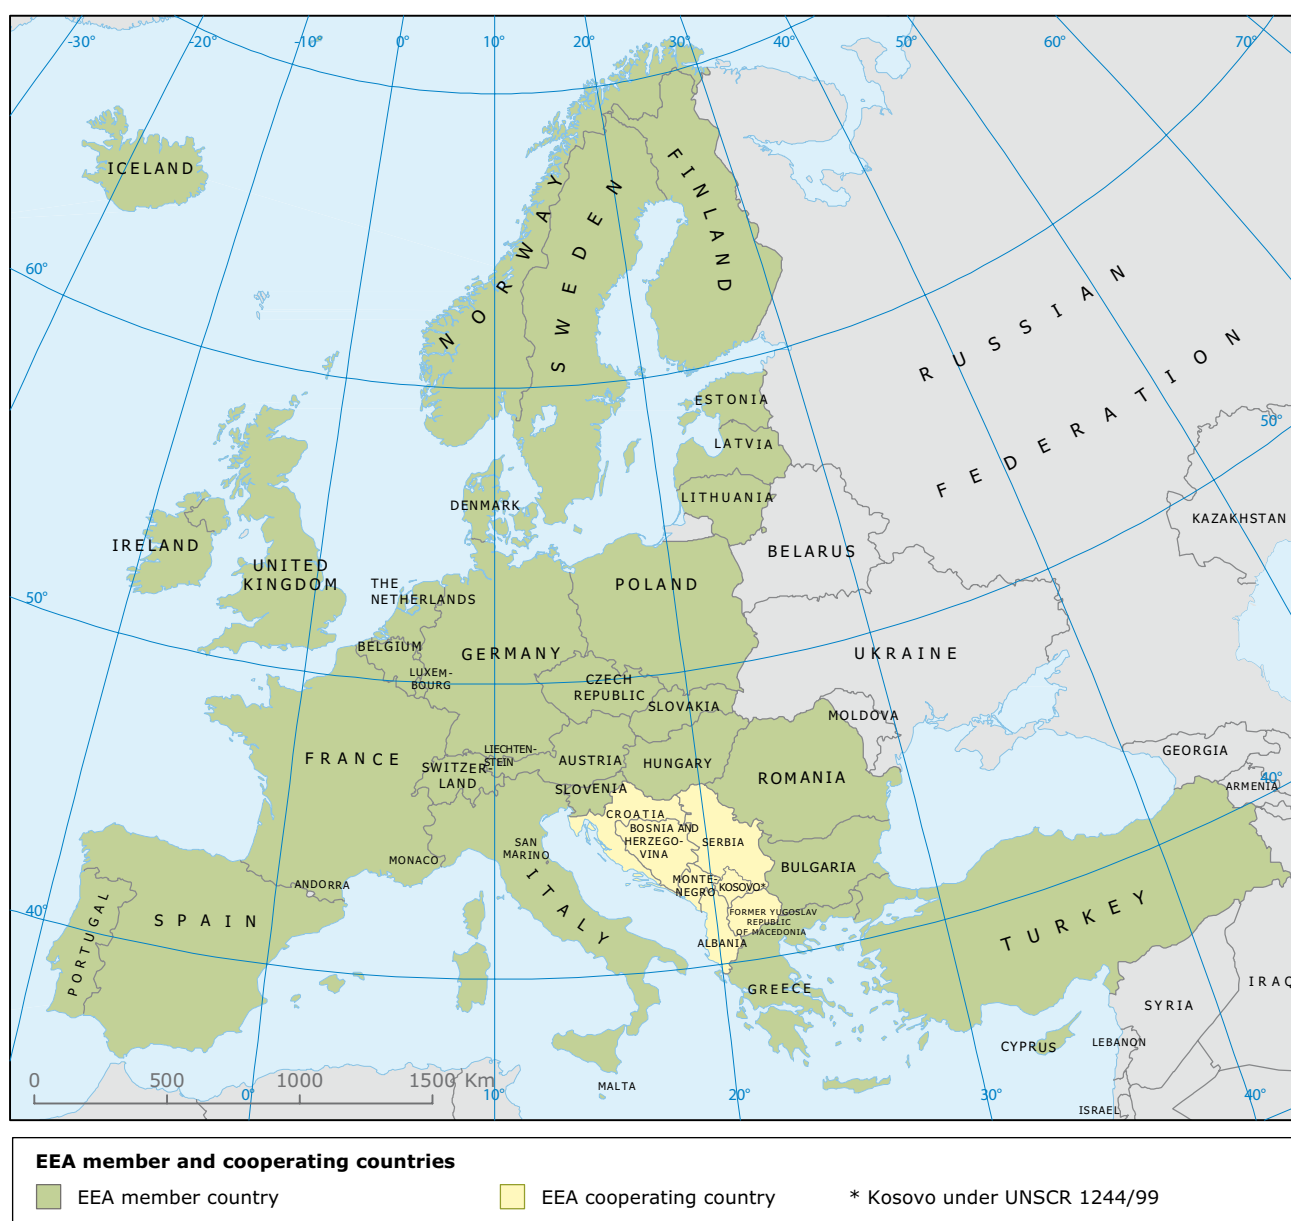 -30°
-20°
-10°
0°
10°
20°
30°
50°
60°
70°
ICELAND
60°
NORWAY
SWEDEN
FINLAND
RUSSIAN
FEDERATION
ESTONIA
LATVIA
LITHUANIA
50°
KAZAKHSTAN
DENMARK
IRELAND
UNITED
KINGDOM
BELARUS
THE
NETHERLANDS
POLAND
50°
BELGIUM
GERMANY
UKRAINE
LUXEM-
BOURG
CZECH
REPUBLIC
SLOVAKIA
MOLDOVA
FRANCE
LIECHTEN-
STEIN
SWITZER-
LAND
AUSTRIA
HUNGARY
ROMANIA
GEORGIA
40°
ARMENIA
SLOVENIA
CROATIA
BOSNIA AND
HERZEGO-
VINA
SERBIA
SAN
MARINO
MONACO
BULGARIA
ANDORRA
MONTE-
NEGRO
KOSOVO*
FORMER YUGOSLAV
REPUBLIC
OF MACEDONIA
ALBANIA
40°
PORTUGAL
SPAIN
ITALY
TURKEY
GREECE
SYRIA
IRAQ
CYPRUS
LEBANON
MALTA
ISRAEL
0 500 1000 1500 Km
0°
10°
20°
30°
40°
EEA member and cooperating countries
EEA member country
EEA cooperating country
* Kosovo under UNSCR 1244/99